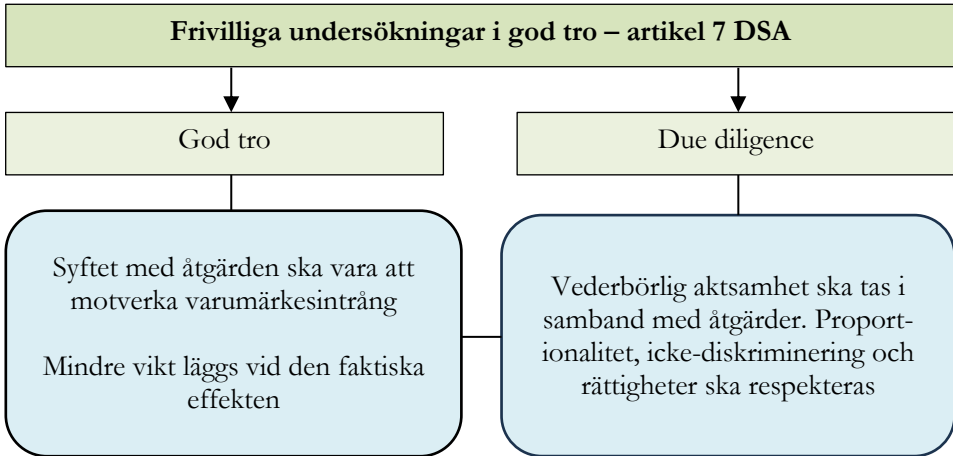 Frivilliga undersökningar i god tro – artikel 7 DSA
God tro
Due diligence
Syftet med åtgärden ska vara att
motverka varumärkesintrång
Mindre vikt läggs vid den faktiska
effekten
Vederbörlig aktsamhet ska tas i
samband med åtgärder. Proport-
ionalitet, icke-diskriminering och
rättigheter ska respekteras